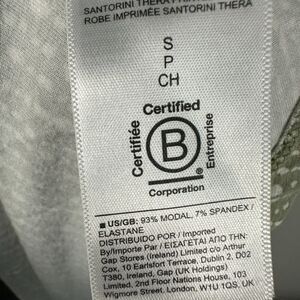 SANTORINI THERA
ROBE IMPRIMÉE SANTORINI THERA
S
P
CH
Certified
Certifiée
B
Entreprise
®
Corporation
■ US/GB: 93% MODAL, 7% SPANDEX/
ELASTANE
DISTRIBUIDO POR / Imported
By/Importe Par / ΕΙΣΑΓΕΤΑΙ ΑΠΟ ΤΗΝ:
Gap Stores (Ireland) Limited c/o Arthur
Cox, 10 Earlsfort Terrace, Dublin 2, D02
T380, Ireland, Gap (UK Holdings)
Limited, 2nd Floor Nations House, 103
Wigmore Street, London, W1U 1QS, UK